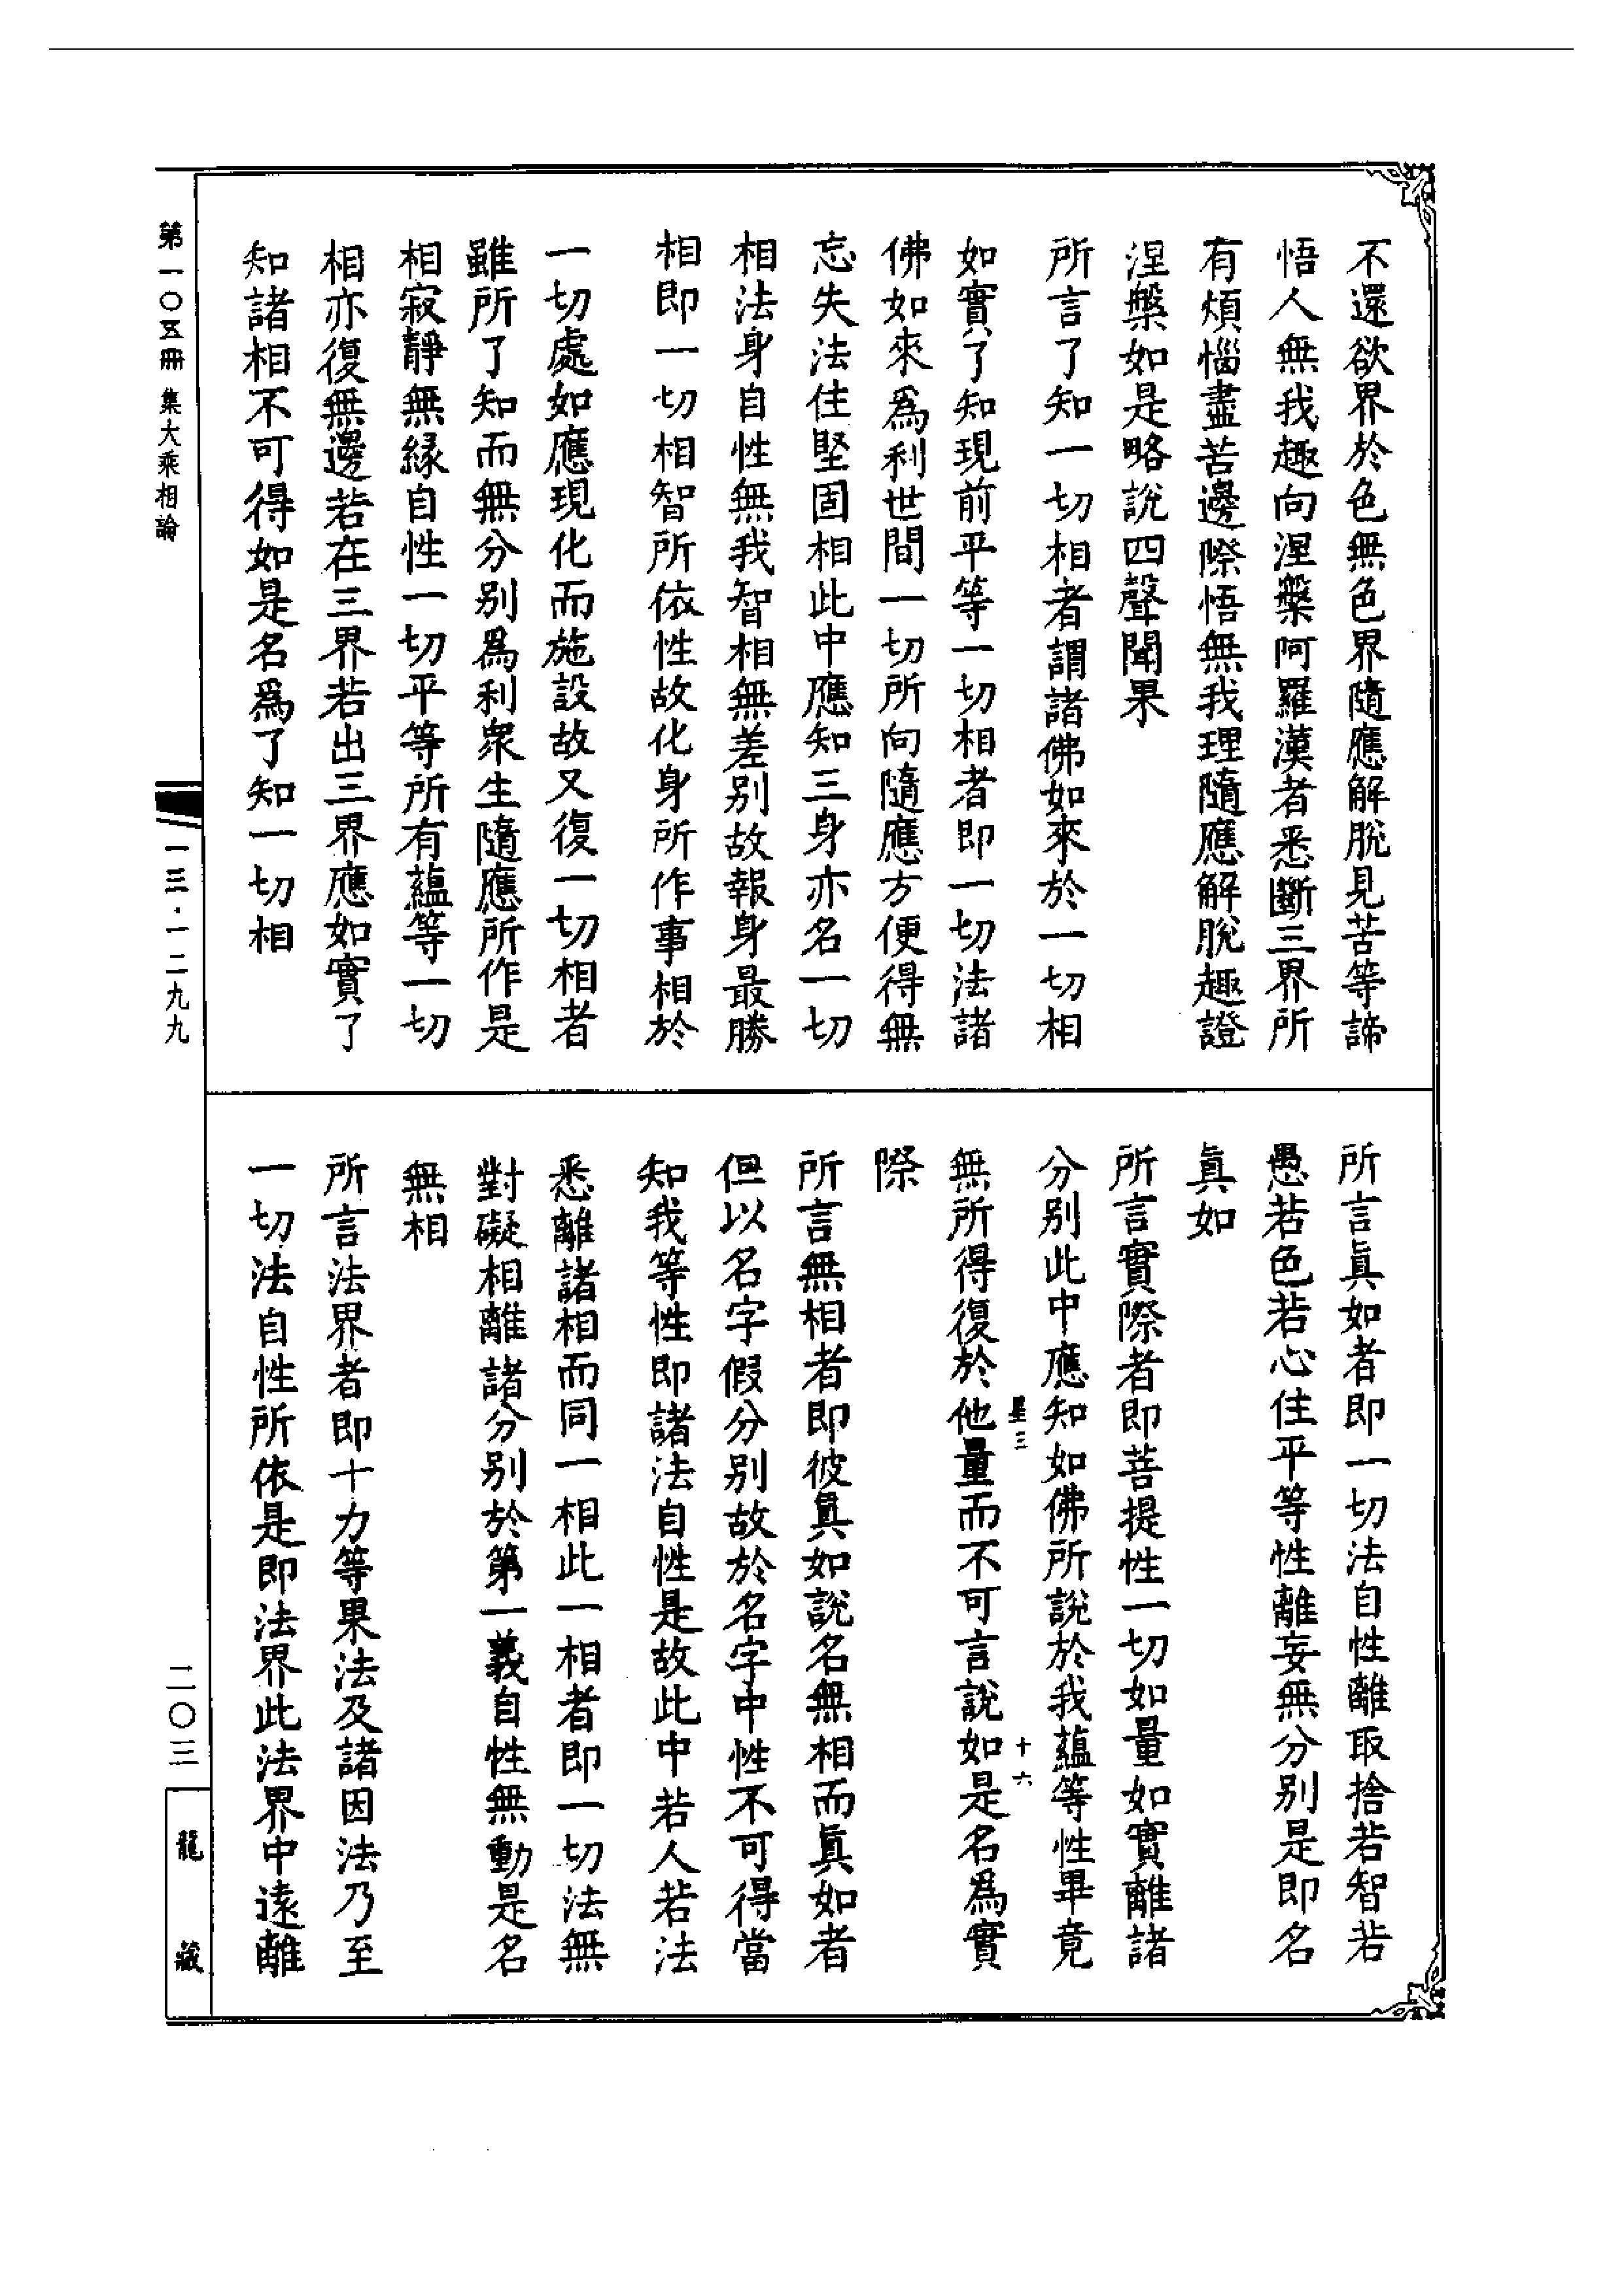 不還欲界於色無色界隨應解脫見苦等諦
悟人無我趣向涅槃阿羅漢者悉斷三界所
有煩惱盡苦邊際悟無我理隨應解脫趣證
涅槃如是略說四聲聞果
所言了知一切相者謂諸佛如來於一切相
如實了知現前平等一切相者即一切法諸
佛如來爲利世間一切所向隨應方便得無
忘失法住堅固相此中應知三身亦名一切
相法身自性無我智相無差別故報身最勝
相即一切相智所依性故化身所作事相於
一切處如應現化而施設故又復一切相者
雖所了知而無分別爲利衆生隨應所作是
相寂靜無緣自性一切平等所有蘊等一切
相亦復無邊若在三界若出三界應如實了
知諸相不可得如是名爲了知一切相
所言眞如者即一切法自性離取捨若智若
愚若色若心住平等性離妄無分別是即名
眞如
所言實際者即菩提性一切如量如實離諸
分別此中應知如佛所說於我蘊等性畢竟
星三
十六
無所得復於他量而不可言說如是名爲實
際
所言無相者即彼眞如說名無相而眞如者
但以名字假分別故於名字中性不可得當
知我等性即諸法自性是故此中若人若法
悉離諸相而同一相此一相者即一切法無
對礙相離諸分別於第一義自性無動是名
無相
所言法界者即十力等果法及諸因法乃至
一切法自性所依是即法界此法界中遠離
第一〇五冊 集大乘相論
一三·一二九九
二〇三
龍藏